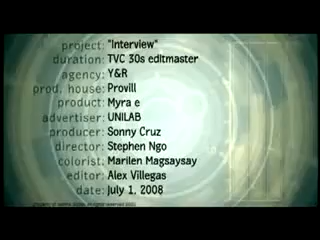 project: "Interview"
duration: TVC 30s editmaster
agency: Y&R
prod. house: Provill
product: Myra e
advertiser: UNILAB
producer: Sonny Cruz
director: Stephen Ngo
colorist: Marilen Magsaysay
editor: Alex Villegas
date: July 1, 2008